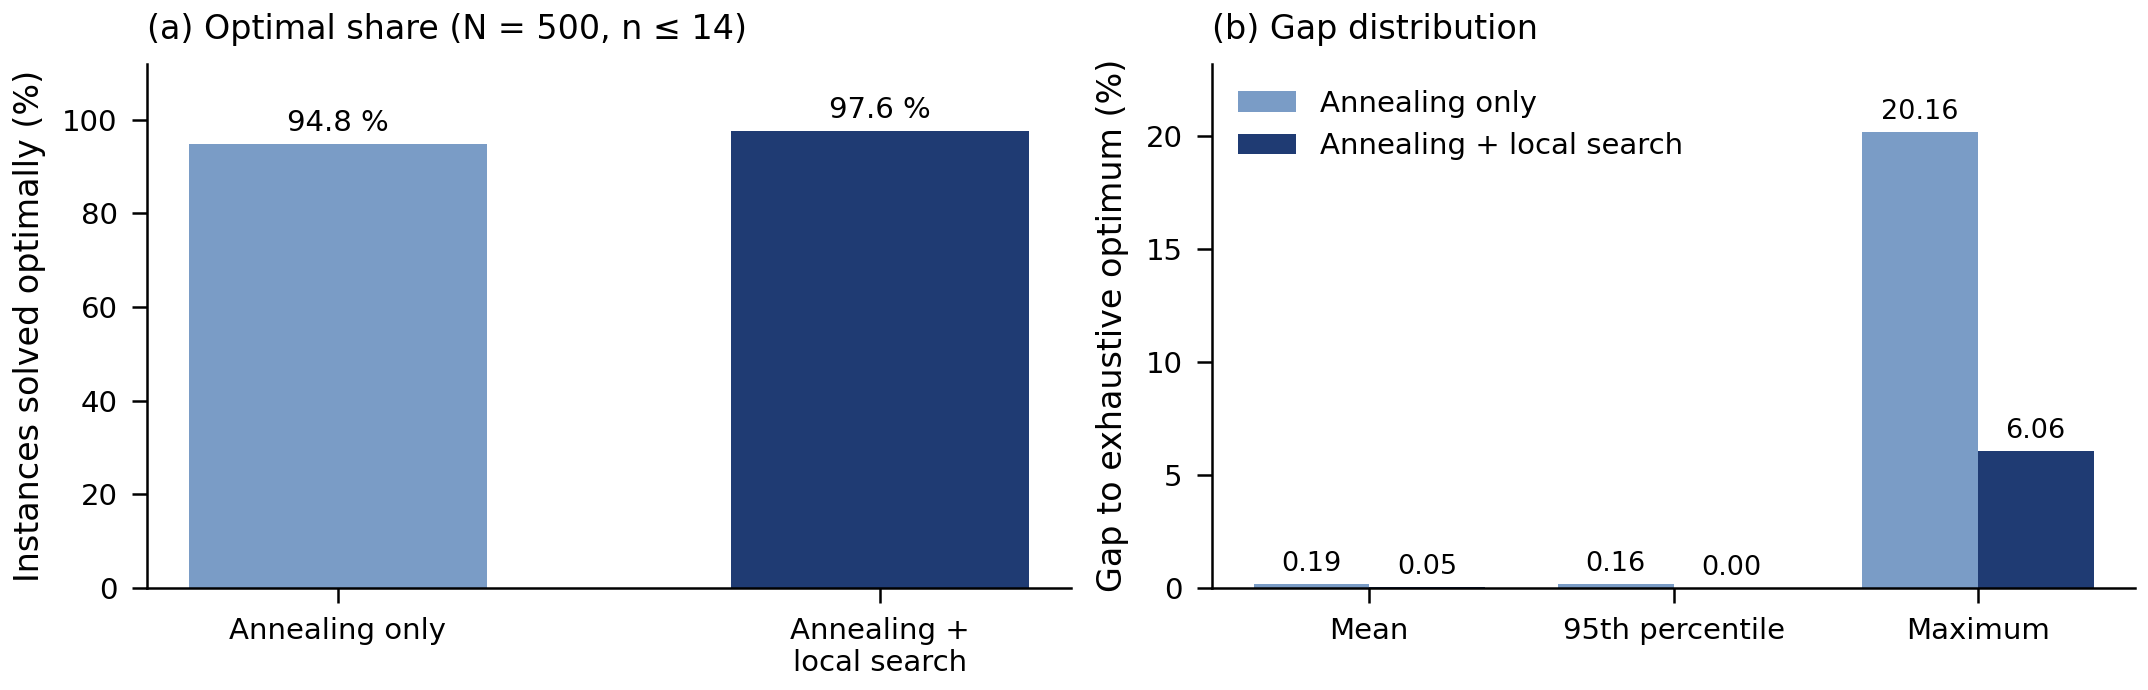 (a) Optimal share (N = 500, n ≤ 14)
Instances solved optimally (%)
100
80
60
40
20
0
94.8 %
97.6 %
Annealing only
Annealing +
local search
(b) Gap distribution
Gap to exhaustive optimum (%)
20
15
10
5
0
Annealing only
Annealing + local search
0.19
0.05
0.16
0.00
20.16
6.06
Mean
95th percentile
Maximum